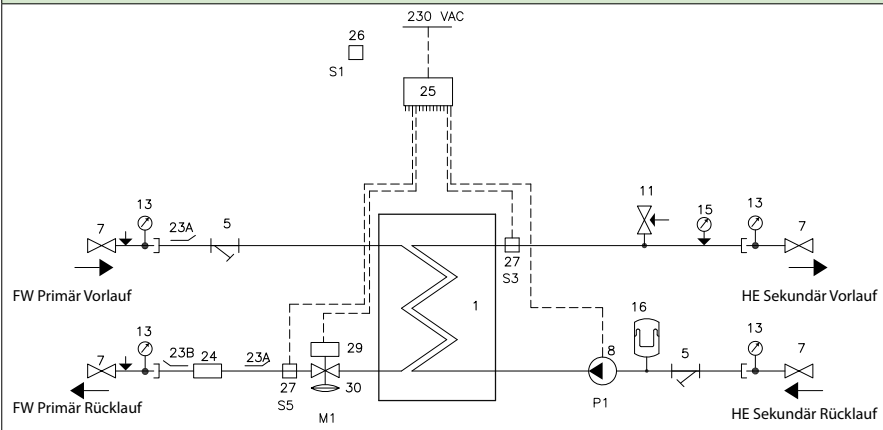 230 VAC
26
S1
25
13
7
23A
5
11
15
13
7
27
S3
FW Primär Vorlauf
HE Sekundär Vorlauf
1
16
13
7
23B
24
23A
29
8
5
13
7
27
30
S5
M1
P1
FW Primär Rücklauf
HE Sekundär Rücklauf